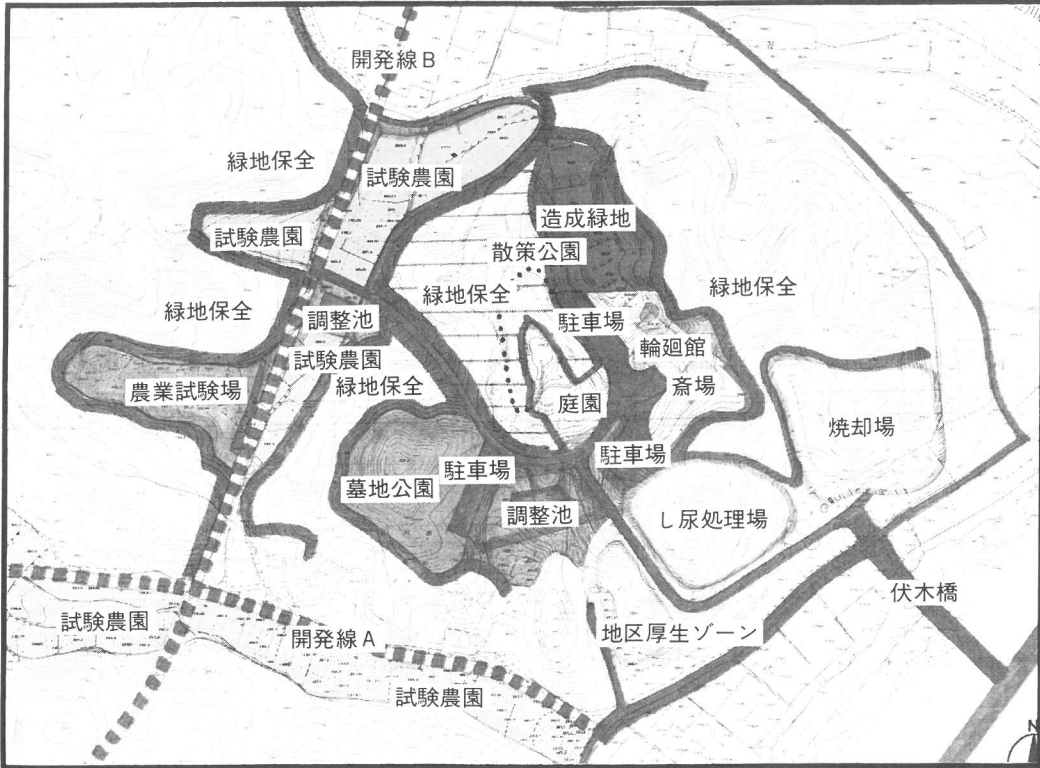 開発線B
緑地保全
試験農園
試験農園
造成緑地
散策公園
緑地保全
緑地保全
緑地保全
調整池
駐車場
輪廻館
試験農園
緑地保全
農業試験場
斎場
庭園
焼却場
駐車場
駐車場
墓地公園
調整池
し尿処理場
伏木橋
試験農園
開発線A
地区厚生ゾーン
試験農園
N